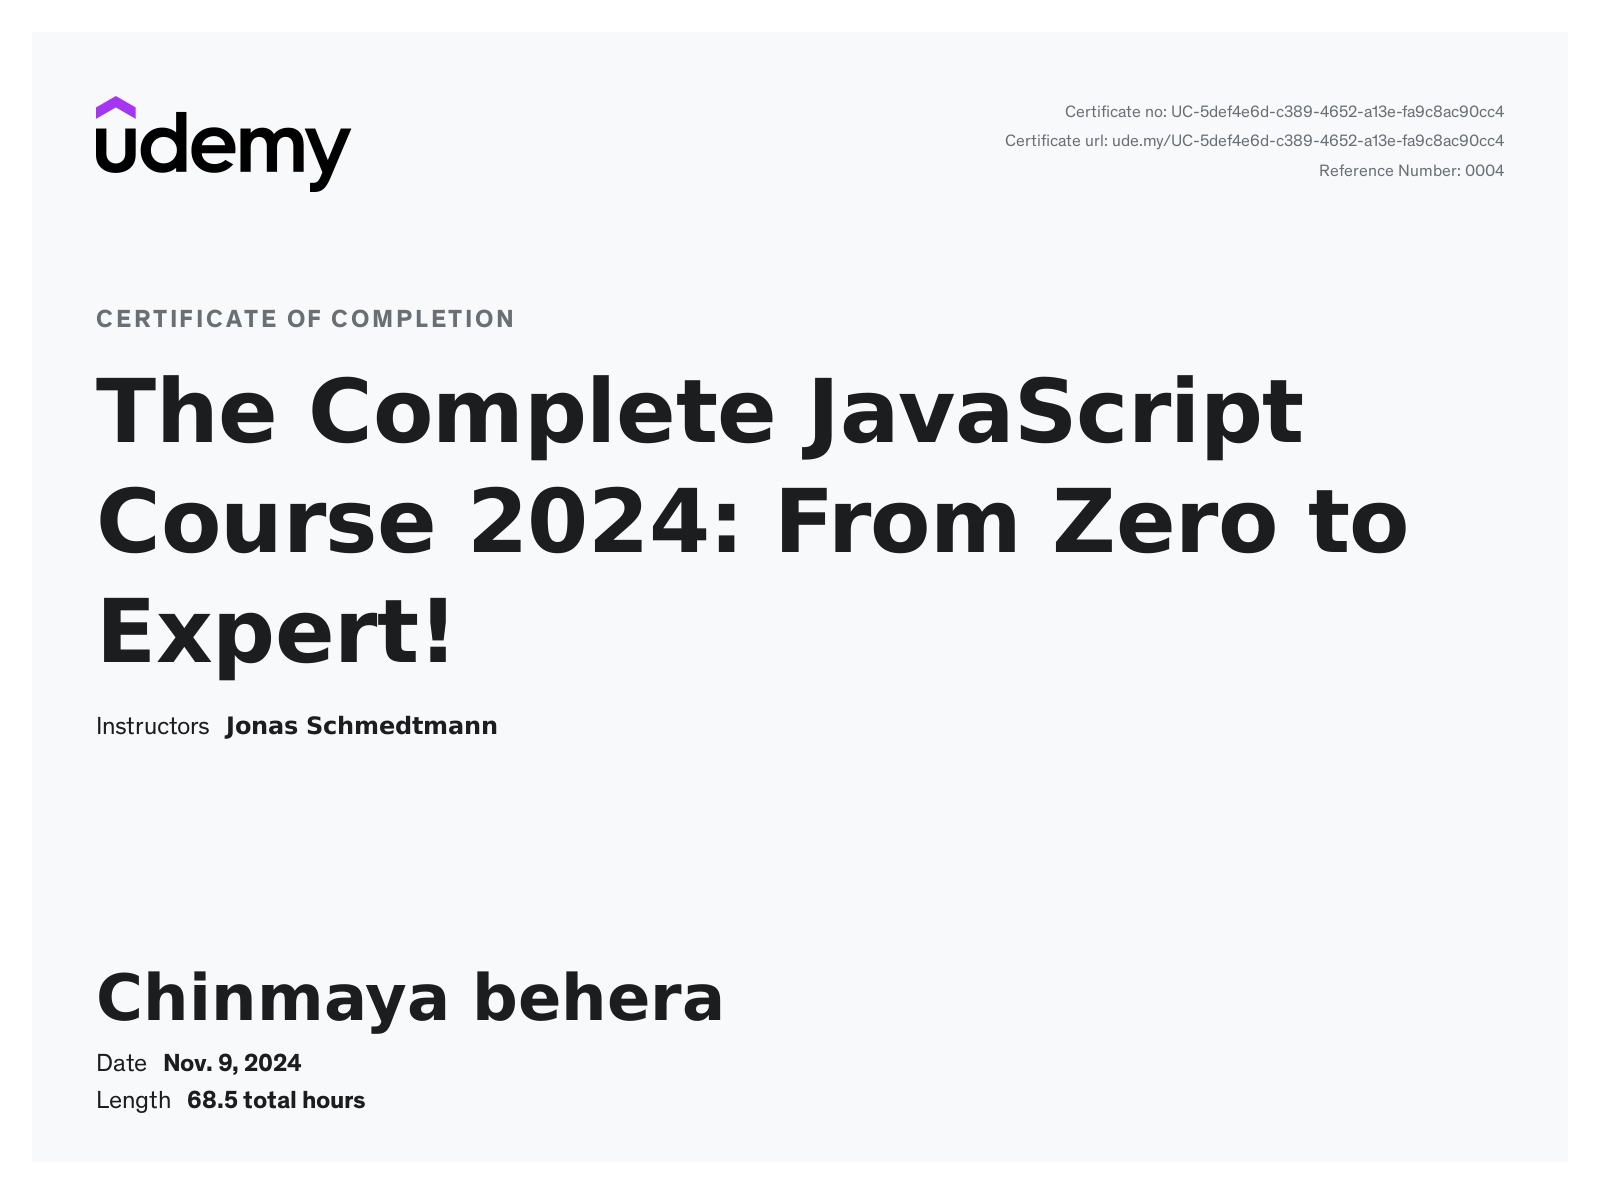 udemy
Certificate no: UC-5def4e6d-c389-4652-a13e-fa9c8ac90cc4
Certificate url: ude.my/UC-5def4e6d-c389-4652-a13e-fa9c8ac90cc4
Reference Number: 0004
CERTIFICATE OF COMPLETION
The Complete JavaScript
Course 2024: From Zero to
Expert!
Instructors Jonas Schmedtmann
Chinmaya behera
Date Nov. 9, 2024
Length 68.5 total hours